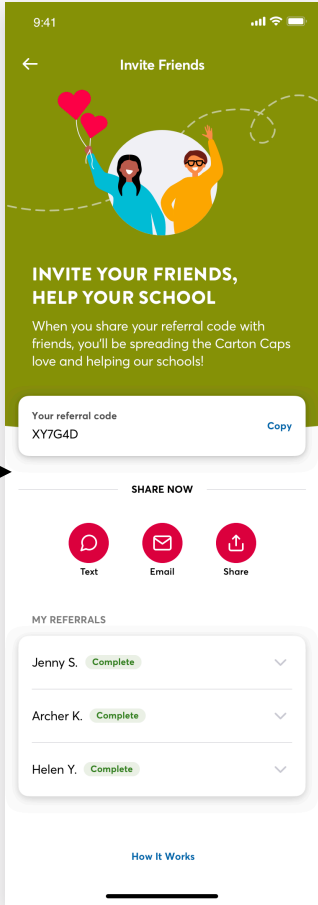 9:41
Invite Friends
INVITE YOUR FRIENDS,
HELP YOUR SCHOOL
When you share your referral code with
friends, you'll be spreading the Carton Caps
love and helping our schools!
Your referral code
XY7G4D
Copy
SHARE NOW
Text Email Share
MY REFERRALS
Jenny S. Complete
Archer K. Complete
Helen Y. Complete
How It Works